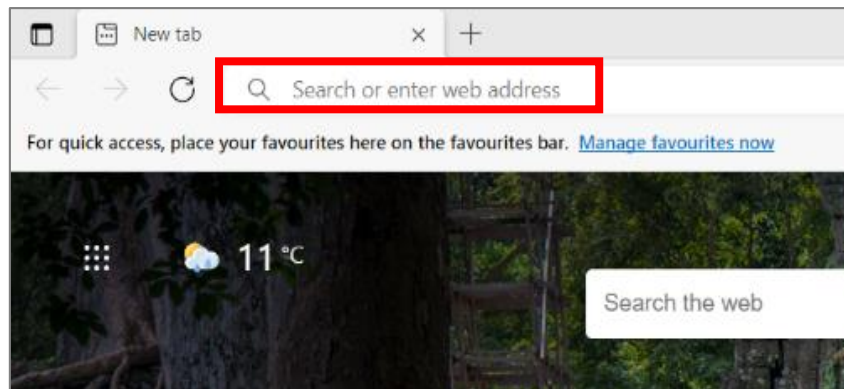 New tab
Search or enter web address
For quick access, place your favourites here on the favourites bar. Manage favourites now
11 °C
Search the web